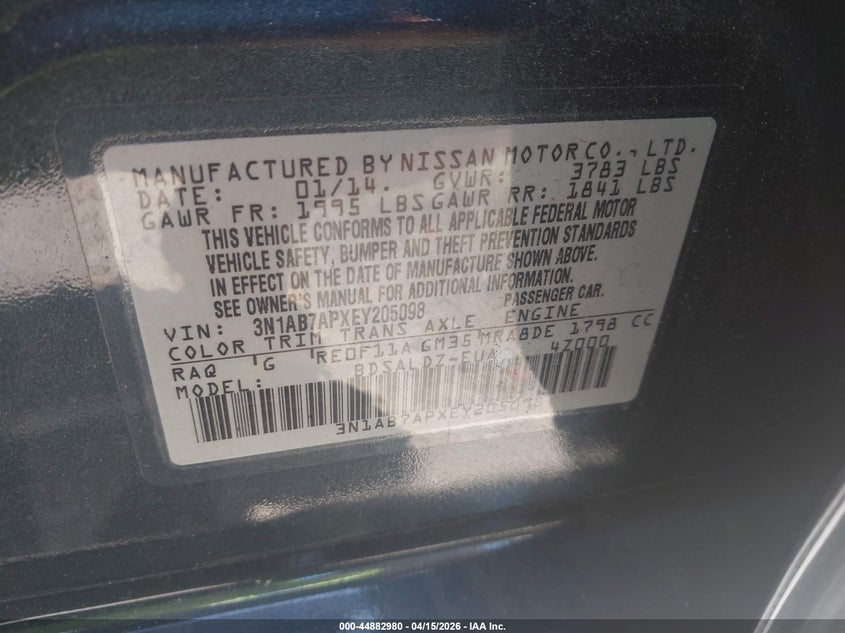 MANUFACTURED BY NISSAN MOTOR CO., LTD.
DATE: 01/14. GVWR: 3783 LBS
GAWR FR: 1995 LBS GAWR RR: 1841 LBS
THIS VEHICLE CONFORMS TO ALL APPLICABLE FEDERAL MOTOR
VEHICLE SAFETY, BUMPER AND THEFT PREVENTION STANDARDS
IN EFFECT ON THE DATE OF MANUFACTURE SHOWN ABOVE.
SEE OWNER'S MANUAL FOR ADDITIONAL INFORMATION.
VIN: 3N1AB7APXEY205098 PASSENGER CAR.
COLOR TRIM TRANS AXLE ENGINE
RAQ G RE0F11A GM35 MRA8DE 1798 CC
MODEL: BDSALDZ-EUA 4Z000
3N1AB7APXEY205098
000-44882980 - 04/15/2026 - IAA Inc.